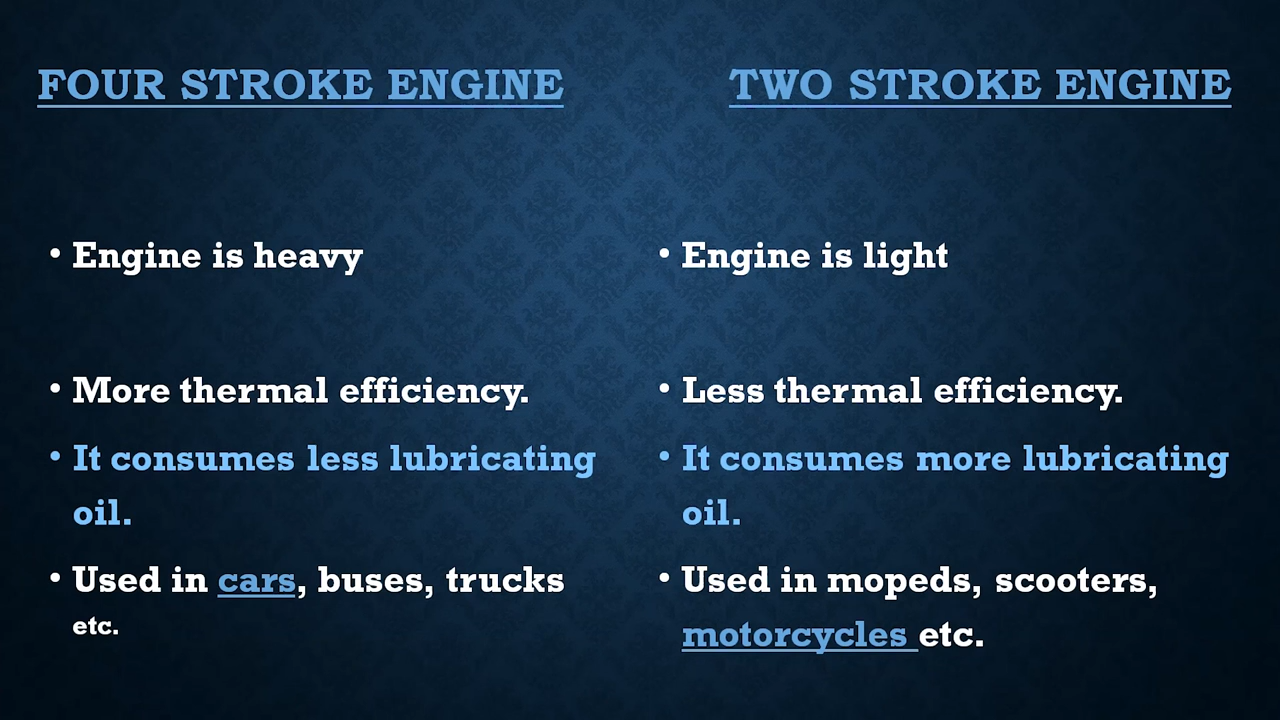 FOUR STROKE ENGINE
• Engine is heavy
• More thermal efficiency.
• It consumes less lubricating
oil.
• Used in cars, buses, trucks
etc.
TWO STROKE ENGINE
• Engine is light
• Less thermal efficiency.
• It consumes more lubricating
oil.
• Used in mopeds, scooters,
motorcycles etc.